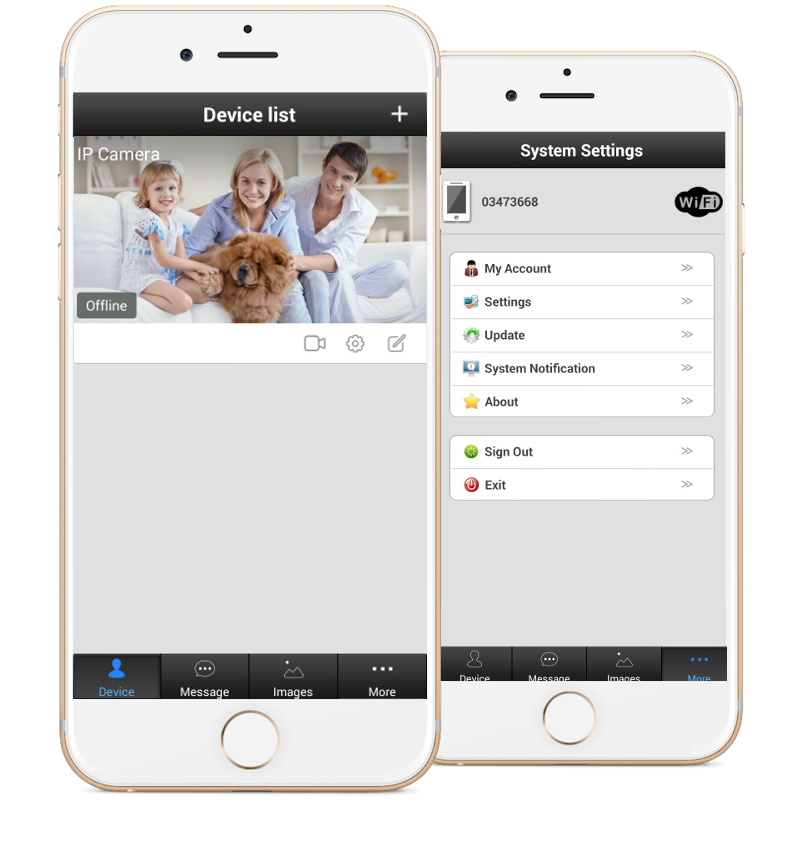 Device list
+
IP Camera
Offline
Device
Message
Images
More
System Settings
03473668
WiFi
My Account
Settings
Update
System Notification
About
Sign Out
Exit
Device
Message
Images
More